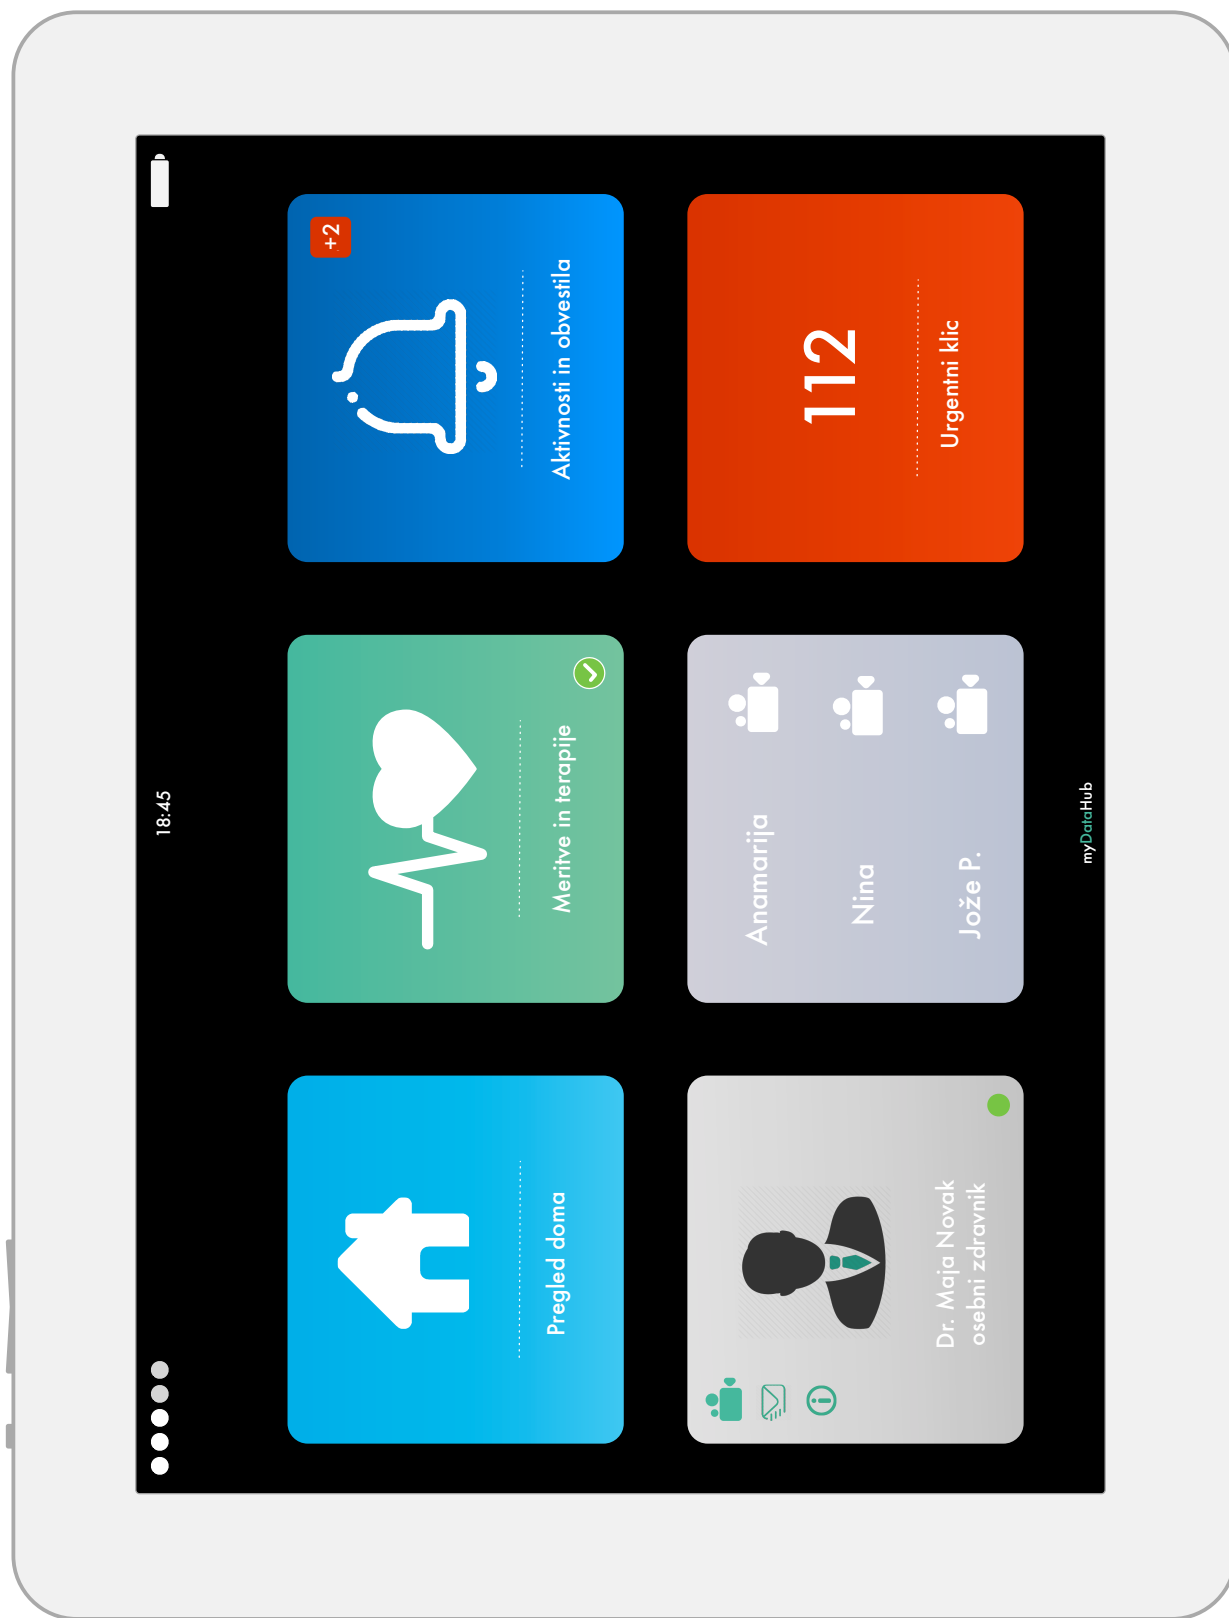 18:45
Pregled doma
Meritve in terapije
+2
Aktivnosti in obvestila
Dr. Maja Novak
osebni zdravnik
Anamarija
Nina
Jože P.
112
Urgentni klic
myDataHub